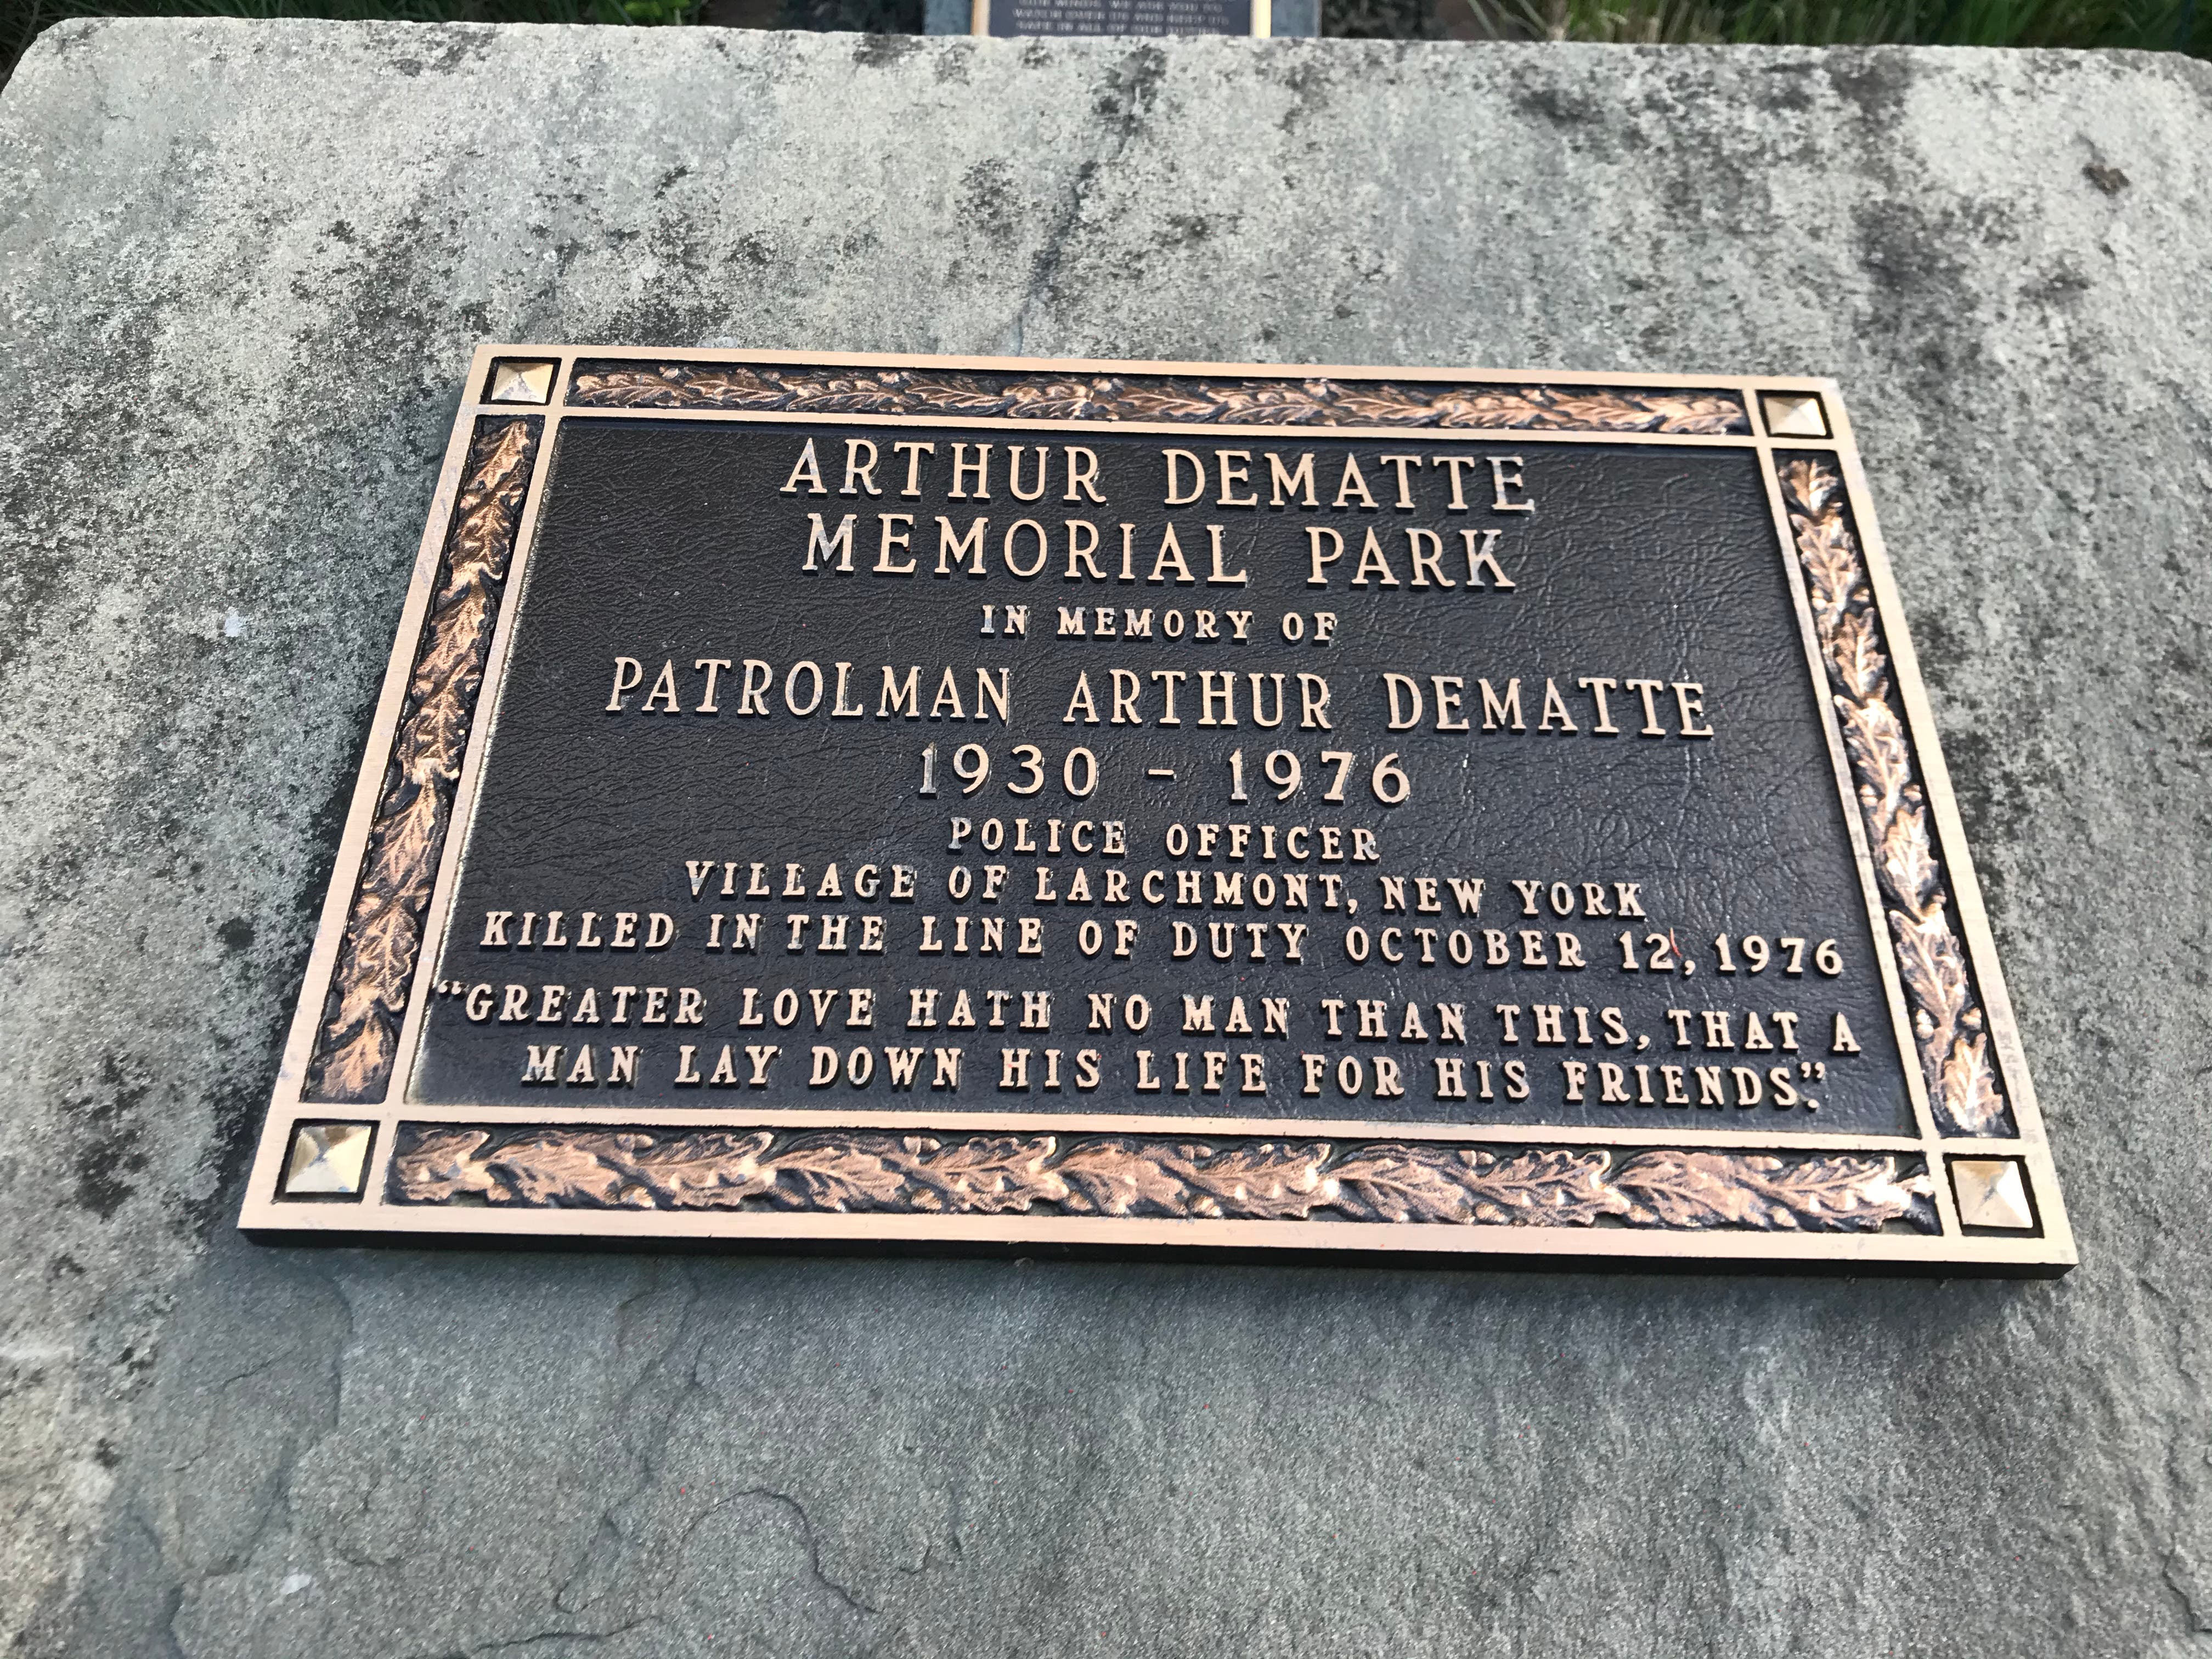 ARTHUR DEMATTE
MEMORIAL PARK
IN MEMORY OF
PATROLMAN ARTHUR DEMATTE
1930 - 1976
POLICE OFFICER
VILLAGE OF LARCHMONT, NEW YORK
KILLED IN THE LINE OF DUTY OCTOBER 12, 1976
"GREATER LOVE HATH NO MAN THAN THIS, THAT A
MAN LAY DOWN HIS LIFE FOR HIS FRIENDS."